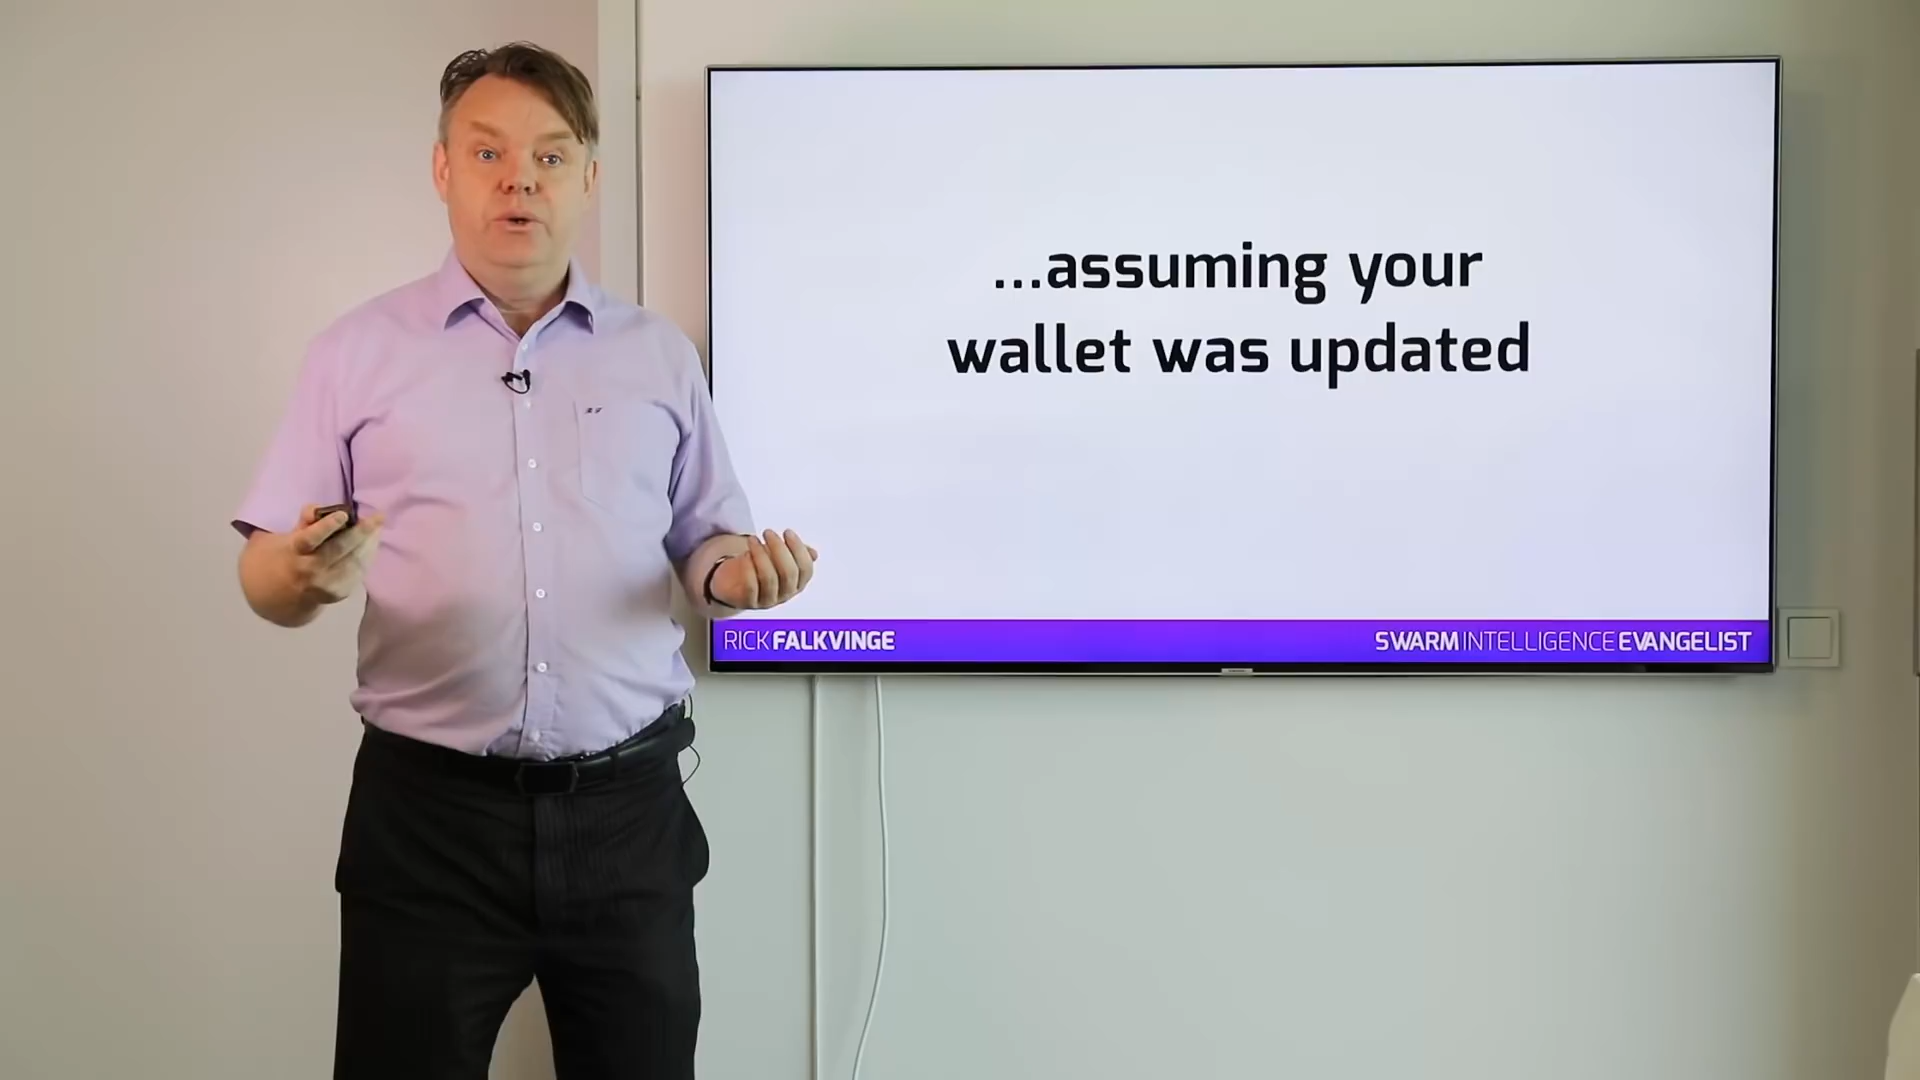 ...assuming your
wallet was updated
RICKFALKVINGE
SWARMINTELLIGENCEEVANGELIST